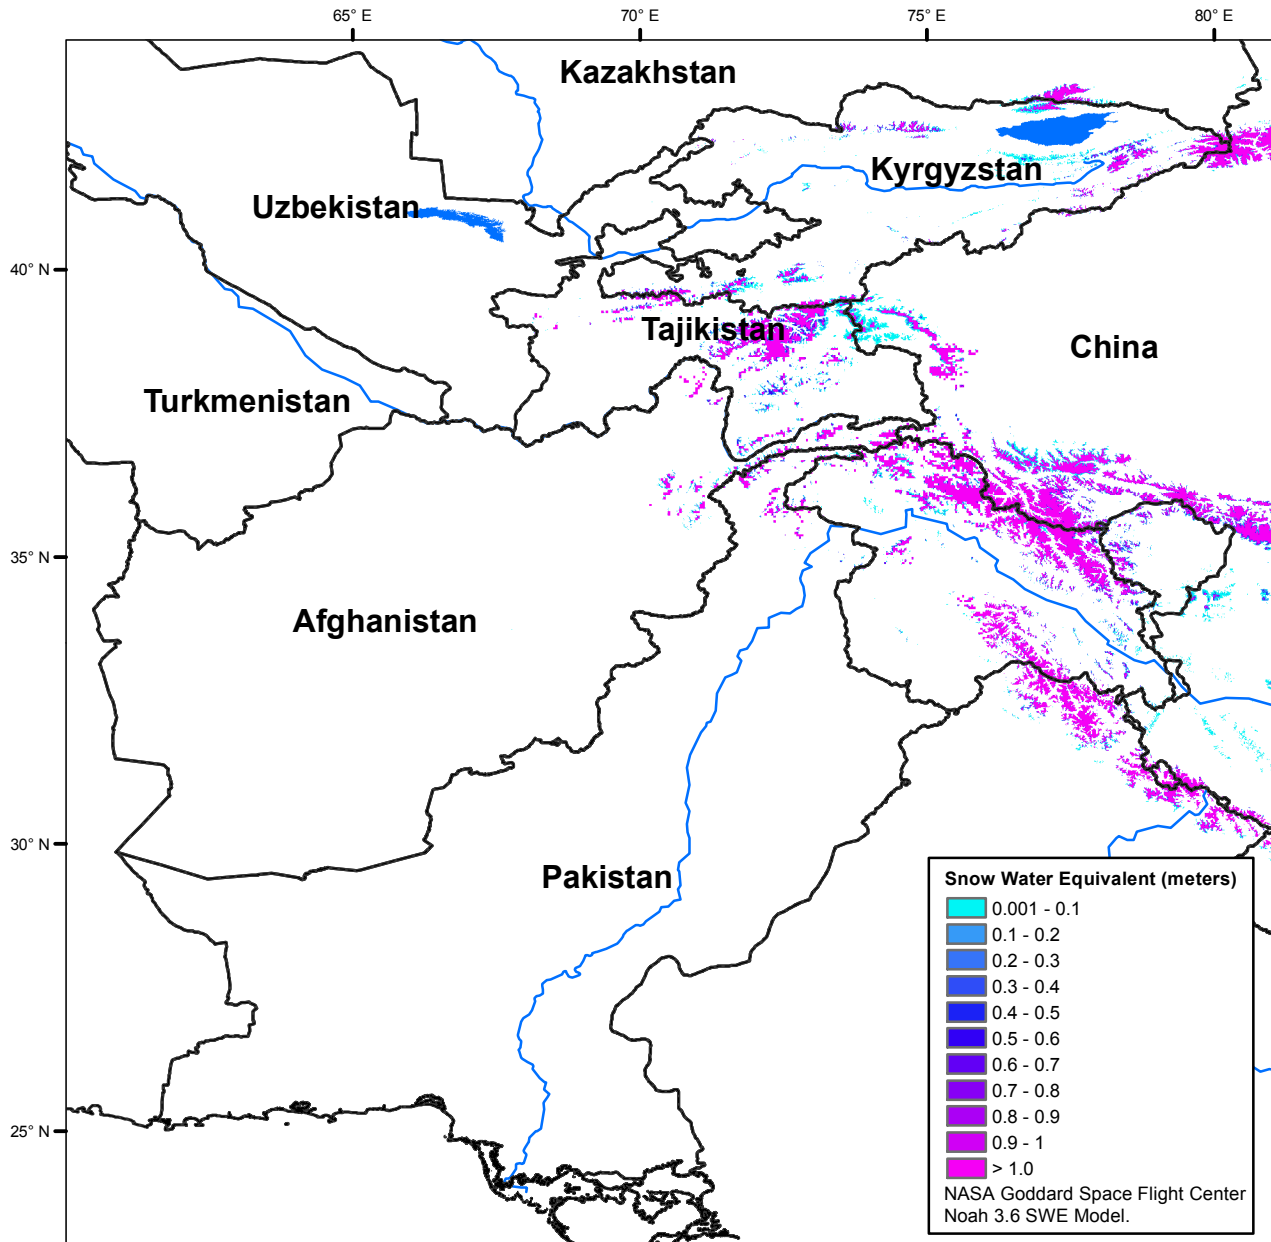 65° E
70° E
75° E
80° E
Kazakhstan
Kyrgyzstan
Uzbekistan
40° N
Tajikistan
China
Turkmenistan
35° N
Afghanistan
30° N
Pakistan
25° N
Snow Water Equivalent (meters)
0.001 - 0.1
0.1 - 0.2
0.2 - 0.3
0.3 - 0.4
0.4 - 0.5
0.5 - 0.6
0.6 - 0.7
0.7 - 0.8
0.8 - 0.9
0.9 - 1
> 1.0
NASA Goddard Space Flight Center
Noah 3.6 SWE Model.